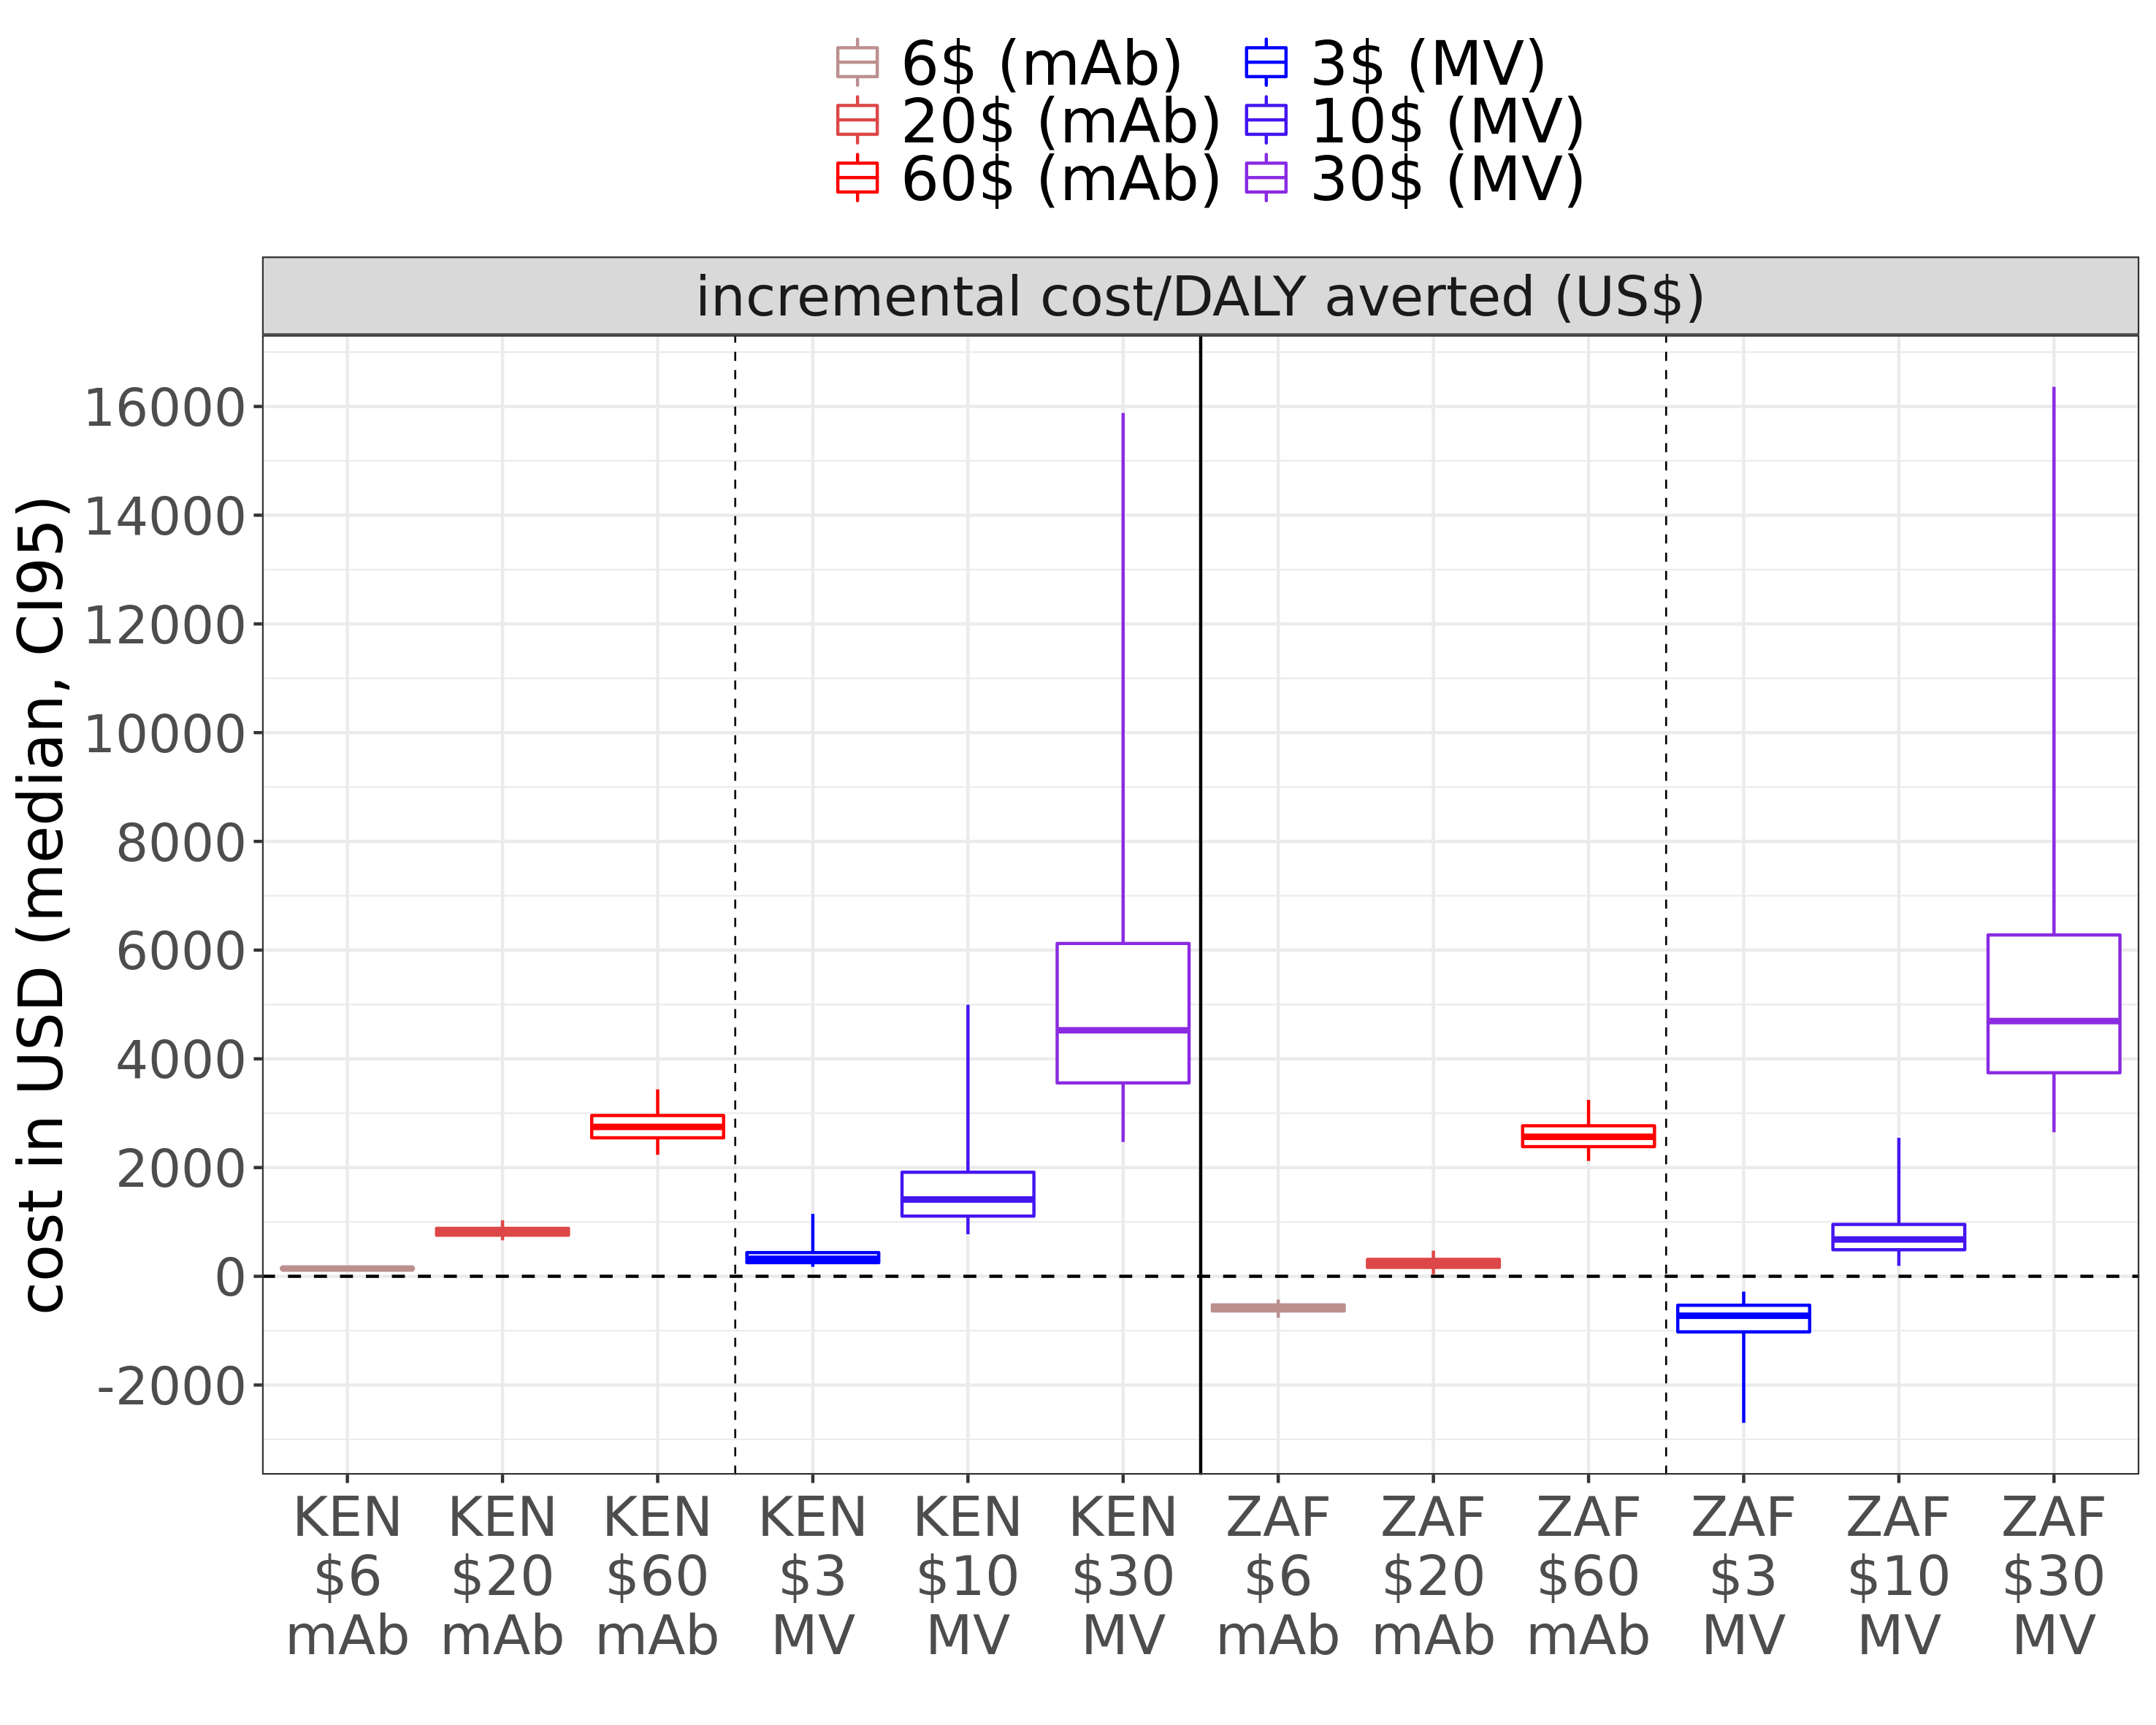 6$ (mAb) 3$ (MV)
20$ (mAb) 10$ (MV)
60$ (mAb) 30$ (MV)
incremental cost/DALY averted (US$)
cost in USD (median, CI95)
16000
14000
12000
10000
8000
6000
4000
2000
0
-2000
KEN KEN KEN KEN KEN KEN ZAF ZAF ZAF ZAF ZAF ZAF
$6 $20 $60 $3 $10 $30 $6 $20 $60 $3 $10 $30
mAb mAb mAb MV MV MV mAb mAb mAb MV MV MV